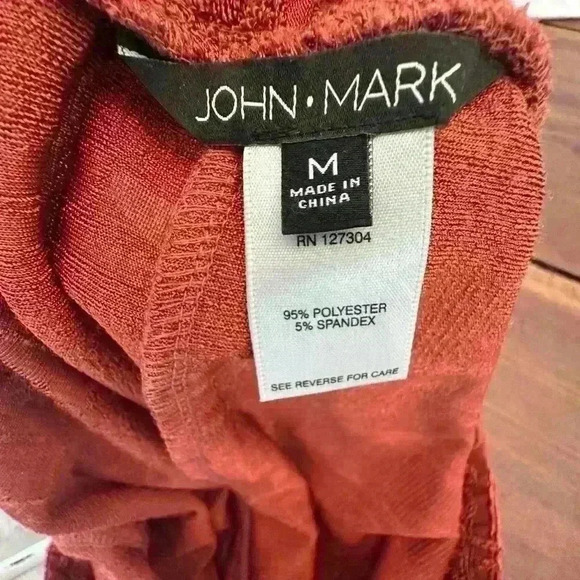 JOHN • MARK
M
MADE IN
CHINA
RN 127304
95% POLYESTER
5% SPANDEX
SEE REVERSE FOR CARE